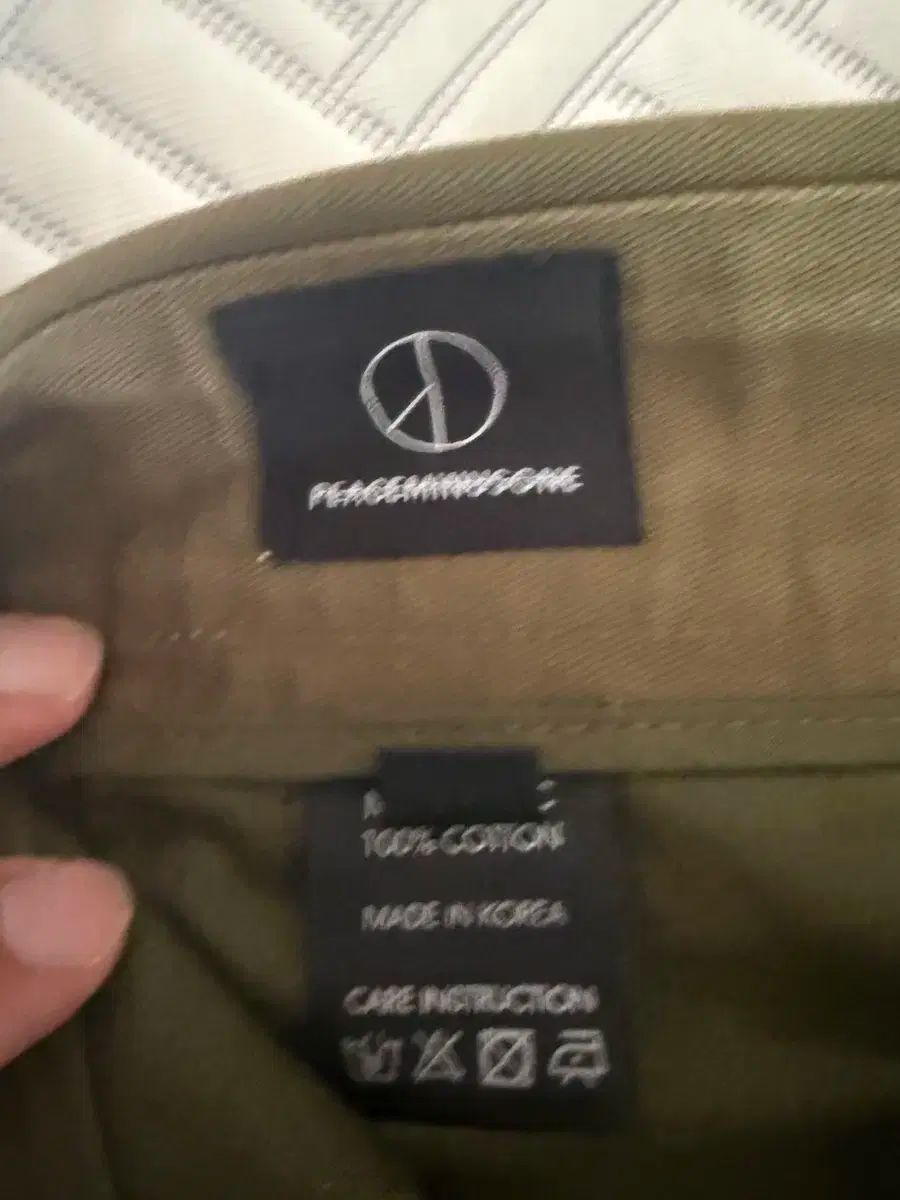 PEACEMINUSONE
100% COTTON
MADE IN KOREA
CARE INSTRUCTION